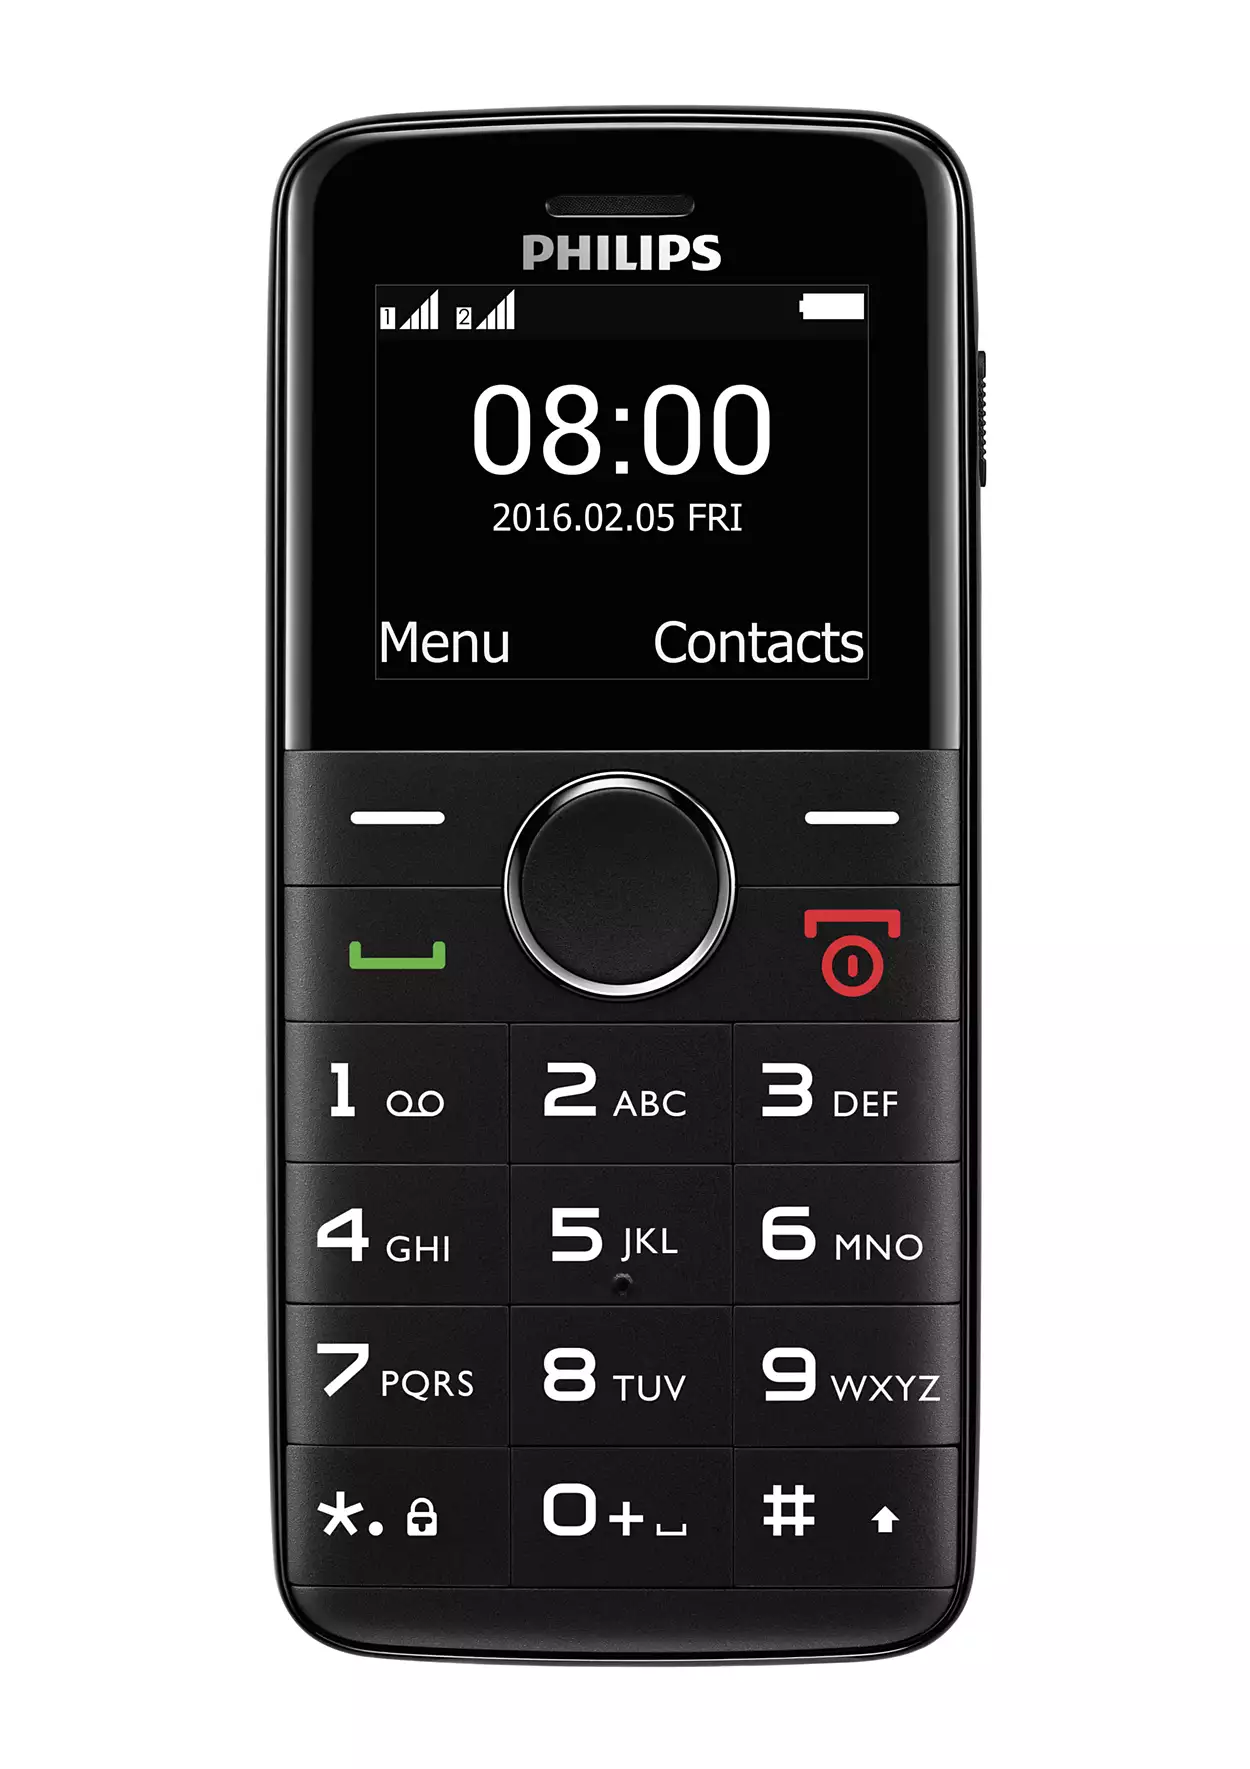 PHILIPS
1 2
08:00
2016.02.05 FRI
Menu Contacts
1 2 ABC 3 DEF
4 GHI 5 JKL 6 MNO
7 PQRS 8 TUV 9 WXYZ
*. 0+ #